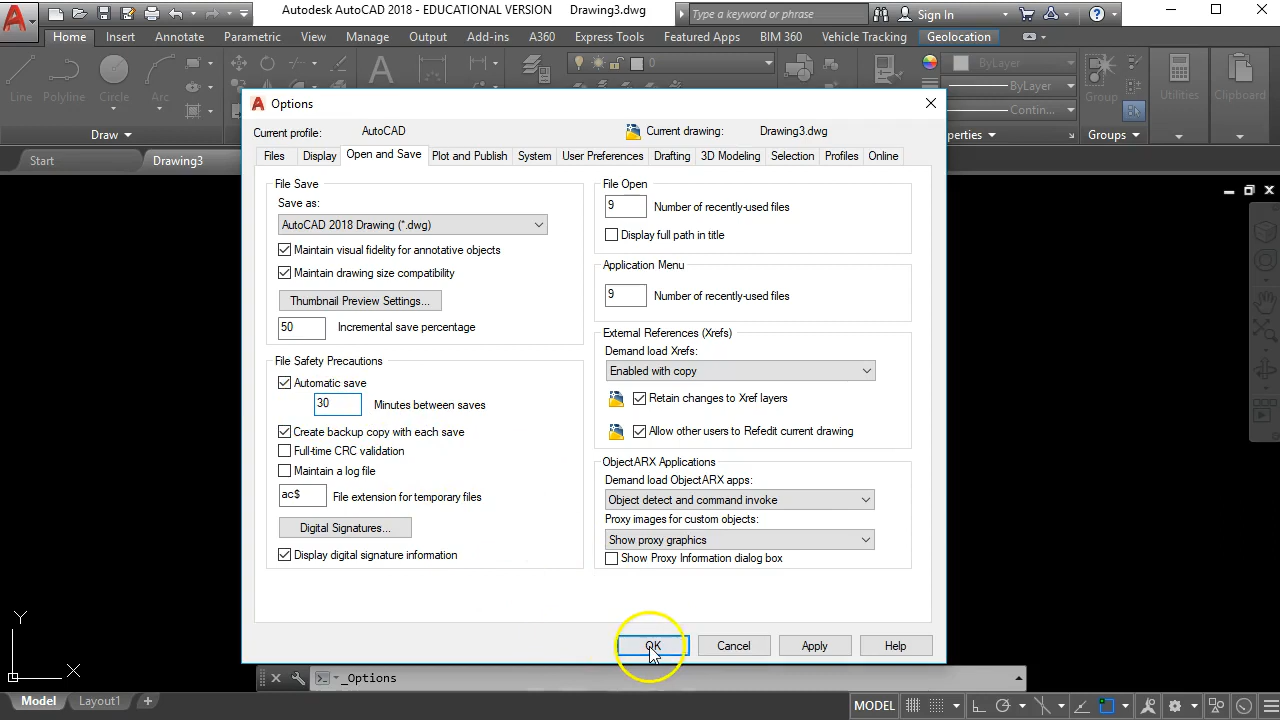 Autodesk AutoCAD 2018 - EDUCATIONAL VERSION Drawing3.dwg
Type a keyword or phrase
Sign In
Home Insert Annotate Parametric View Manage Output Add-ins A360 Express Tools Featured Apps BIM 360 Vehicle Tracking Geolocation
Line Polyline Circle Arc
0
ByLayer
ByLayer
Contin...
Group
Utilities
Clipboard
Draw
operties
Groups
Start
Drawing3
Options
Current profile: AutoCAD
Current drawing: Drawing3.dwg
Files Display Open and Save Plot and Publish System User Preferences Drafting 3D Modeling Selection Profiles Online
File Save
Save as:
AutoCAD 2018 Drawing (*.dwg)
Maintain visual fidelity for annotative objects
Maintain drawing size compatibility
Thumbnail Preview Settings...
50 Incremental save percentage
File Safety Precautions
Automatic save
30 Minutes between saves
Create backup copy with each save
Full-time CRC validation
Maintain a log file
ac$ File extension for temporary files
Digital Signatures...
Display digital signature information
File Open
9 Number of recently-used files
Display full path in title
Application Menu
9 Number of recently-used files
External References (Xrefs)
Demand load Xrefs:
Enabled with copy
Retain changes to Xref layers
Allow other users to Refedit current drawing
ObjectARX Applications
Demand load ObjectARX apps:
Object detect and command invoke
Proxy images for custom objects:
Show proxy graphics
Show Proxy Information dialog box
OK Cancel Apply Help
Y
X
_Options
Model Layout1 +
MODEL